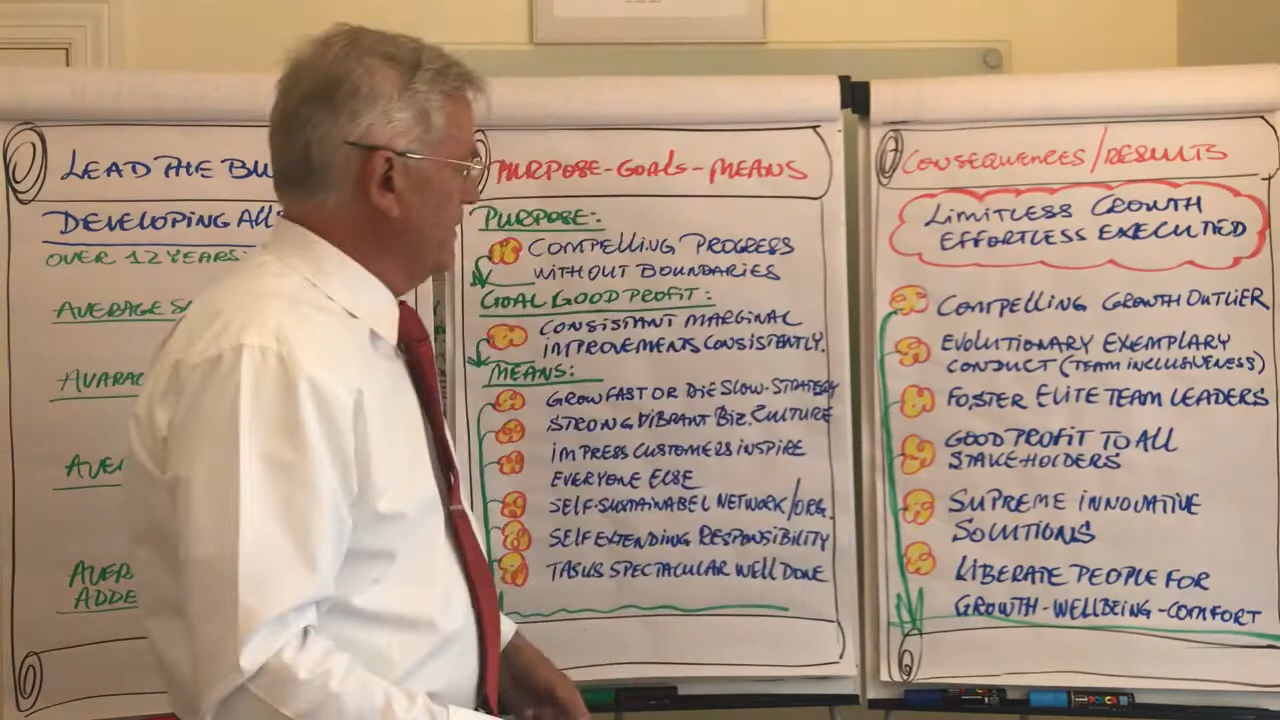 LEAD THE BU
DEVELOPING ALL
OVER 12 YEARS:
AVERAGE S
AVARAG
AVER
AVER
ADDE
PURPOSE-GOALS-MEANS
PURPOSE:
COMPELLING PROGRESS
WITHOUT BOUNDARIES
GOAL GOOD PROFIT:
CONSISTANT MARGINAL
IMPROVEMENTS CONSISTENTLY.
MEANS:
GROW FAST OR DIE SLOW-STRATEGY
STRONG VIBRANT BIZ. CULTURE
IMPRESS CUSTOMERS INSPIRE
EVERYONE ELSE
SELF-SUSTAINABEL NETWORK/ORG.
SELF EXTENDING RESPONSIBILITY
TASKS SPECTACULAR WELL DONE
CONSEQUENCES/RESULTS
LIMITLESS GROWTH
EFFORTLESS EXECUTED
COMPELLING GROWTH OUTLIER
EVOLUTIONARY EXEMPLARY
CONDUCT (TEAM INCLUSIVENESS)
FOSTER ELITE TEAM LEADERS
GOOD PROFIT TO ALL
STAKEHOLDERS
SUPREME INNOVATIVE
SOLUTIONS
LIBERATE PEOPLE FOR
GROWTH-WELLBEING-COMFORT